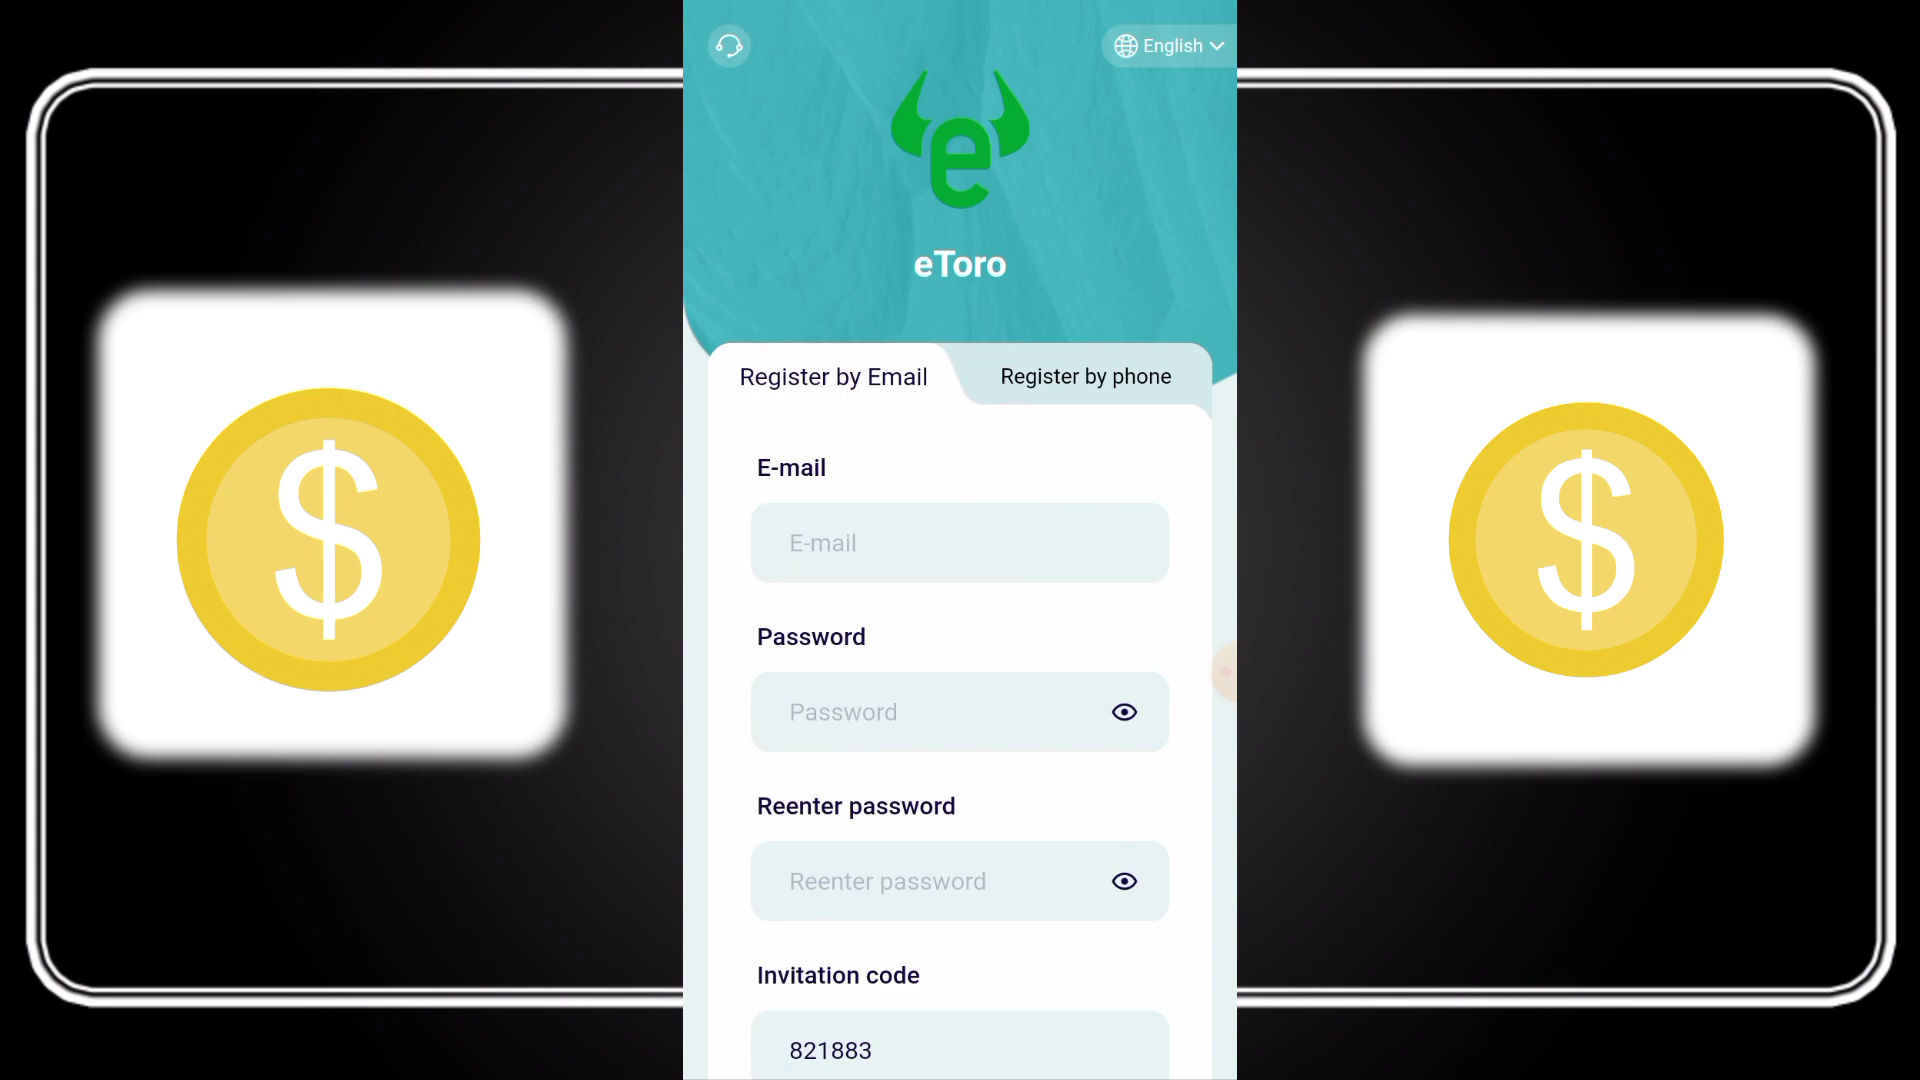 English
eToro
Register by Email
Register by phone
E-mail
E-mail
Password
Password
Reenter password
Reenter password
Invitation code
821883